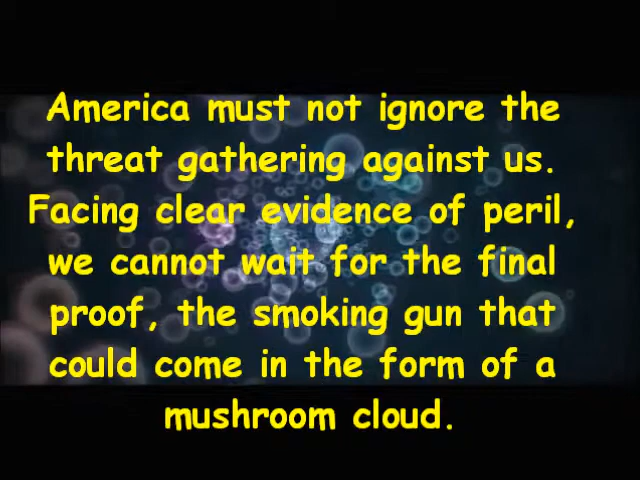 America must not ignore the
threat gathering against us.
Facing clear evidence of peril,
we cannot wait for the final
proof, the smoking gun that
could come in the form of a
mushroom cloud.